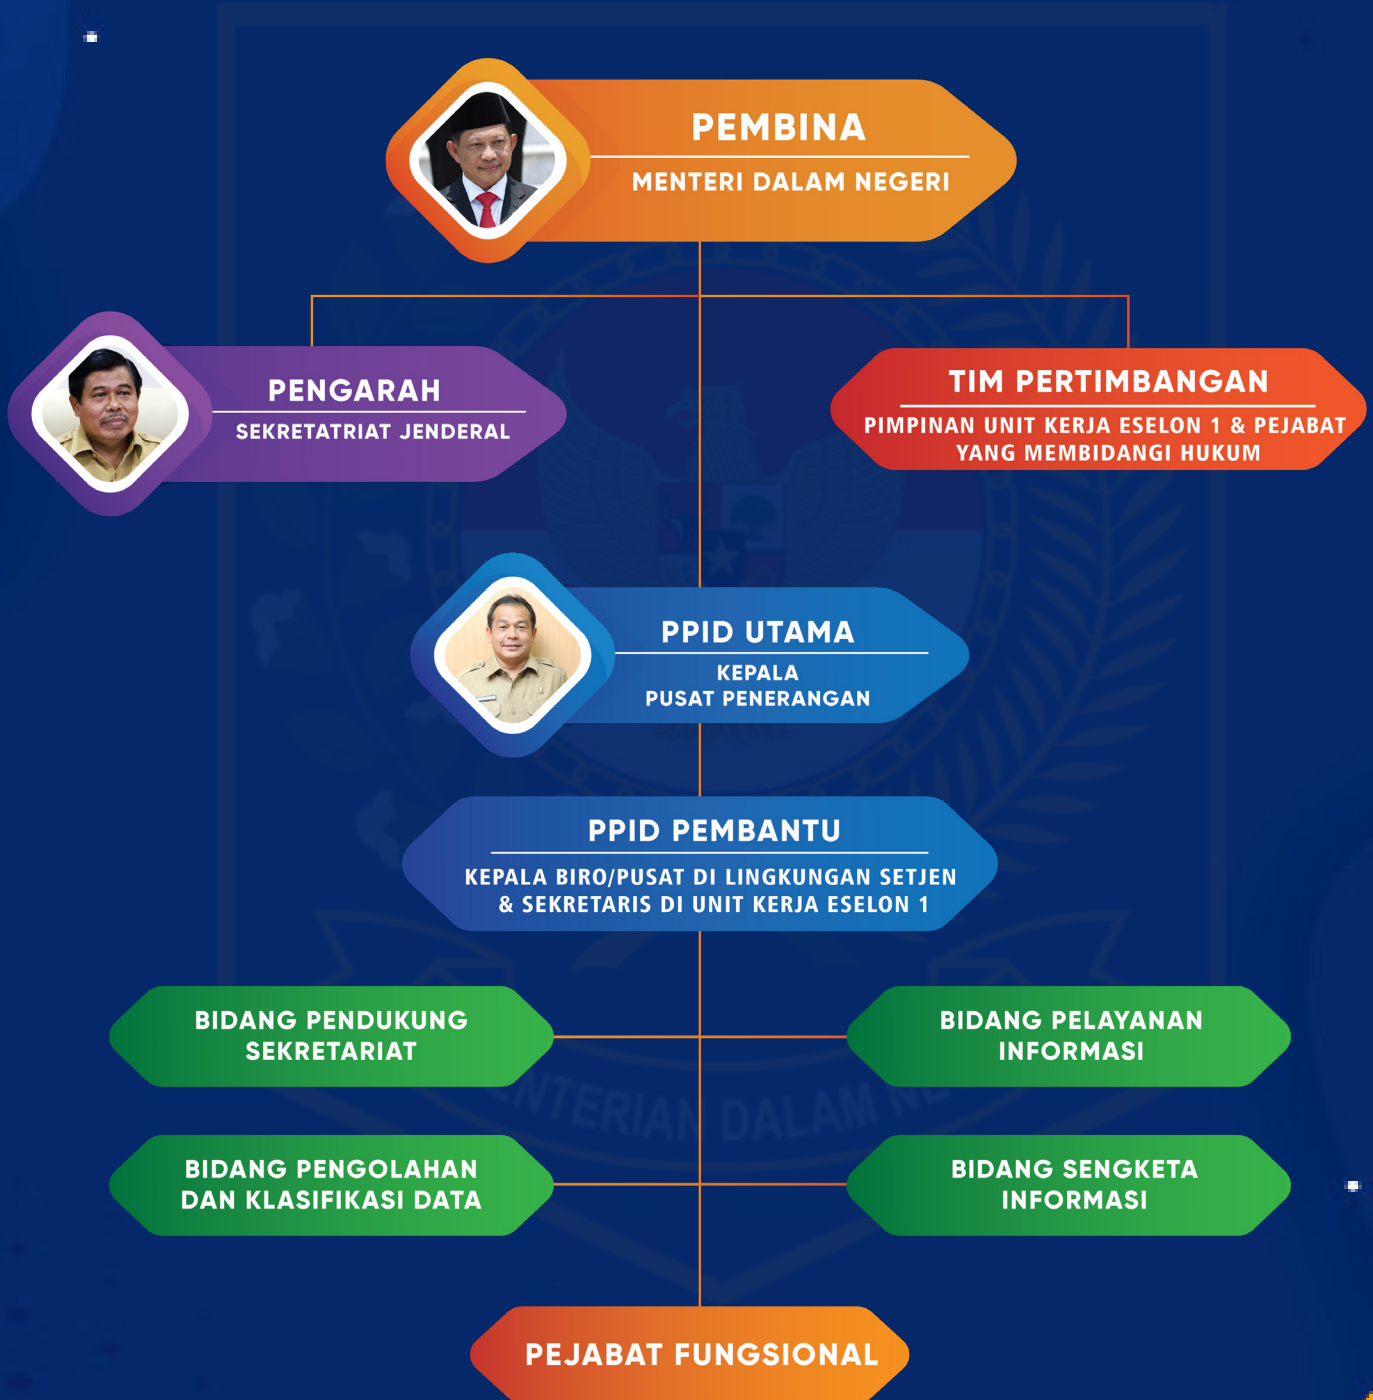 PEMBINA
MENTERI DALAM NEGERI
PENGARAH
SEKRETATRIAT JENDERAL
TIM PERTIMBANGAN
PIMPINAN UNIT KERJA ESELON 1 & PEJABAT
YANG MEMBIDANGI HUKUM
PPID UTAMA
KEPALA
PUSAT PENERANGAN
PPID PEMBANTU
KEPALA BIRO/PUSAT DI LINGKUNGAN SETJEN
& SEKRETARIS DI UNIT KERJA ESELON 1
BIDANG PENDUKUNG
SEKRETARIAT
BIDANG PELAYANAN
INFORMASI
BIDANG PENGOLAHAN
DAN KLASIFIKASI DATA
BIDANG SENGKETA
INFORMASI
PEJABAT FUNGSIONAL